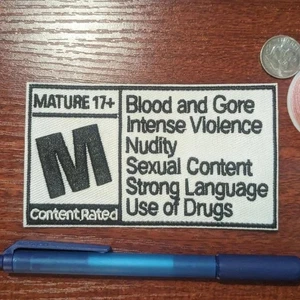 MATURE 17+
M
Content Rated
Blood and Gore
Intense Violence
Nudity
Sexual Content
Strong Language
Use of Drugs